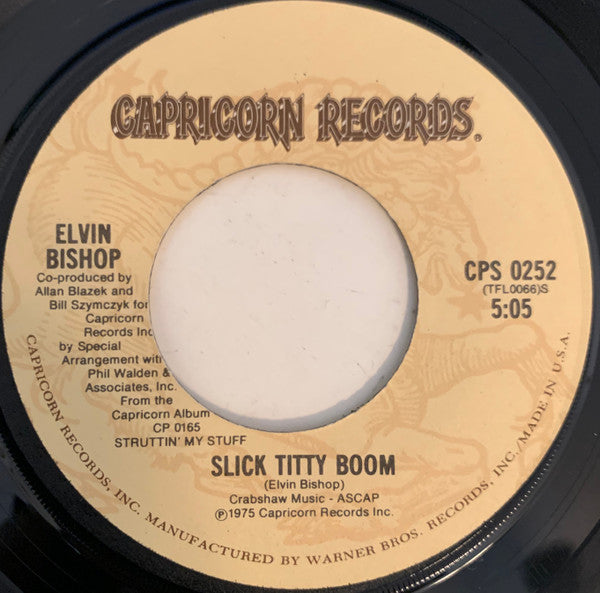 CAPRICORN RECORDS.
ELVIN
BISHOP
Co-produced by
Allan Blazek and
Bill Szymczyk for
Capricorn
Records Inc
by Special
Arrangement with
Phil Walden &
Associates, Inc.
From the
Capricorn Album
CP 0165
STRUTTIN' MY STUFF
CPS 0252
(TFL0066)S
5:05
SLICK TITTY BOOM
(Elvin Bishop)
Crabshaw Music - ASCAP
℗1975 Capricorn Records Inc.
CAPRICORN RECORDS, INC. MANUFACTURED BY WARNER BROS. RECORDS, INC./MADE IN U.S.A.